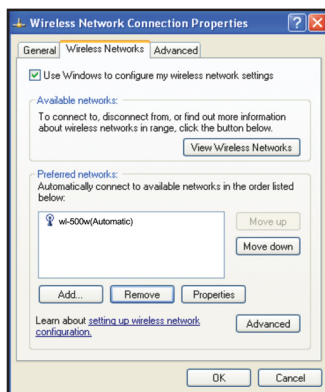 Wireless Network Connection Properties
General Wireless Networks Advanced
Use Windows to configure my wireless network settings
Available networks:
To connect to, disconnect from, or find out more information
about wireless networks in range, click the button below.
View Wireless Networks
Preferred networks:
Automatically connect to available networks in the order listed
below:
wl-500w(Automatic)
Move up
Move down
Add... Remove Properties
Learn about setting up wireless network
configuration.
Advanced
OK Cancel